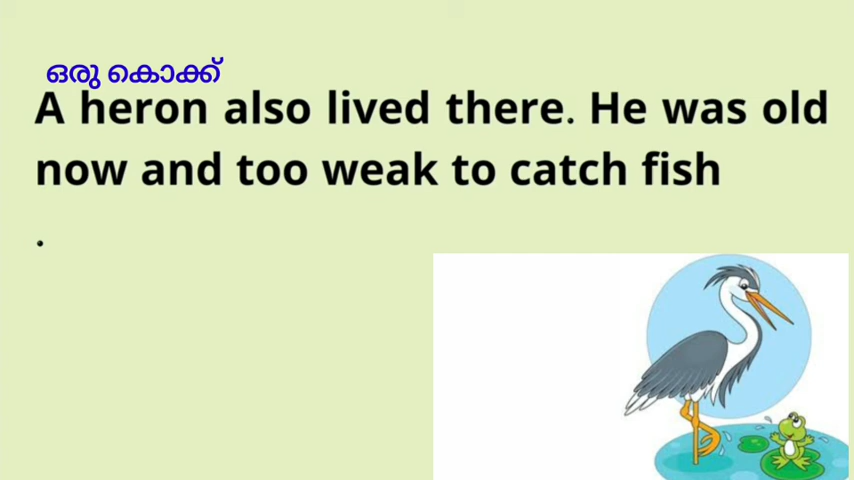 ഒരു കൊക്ക്
A heron also lived there. He was old
now and too weak to catch fish
.